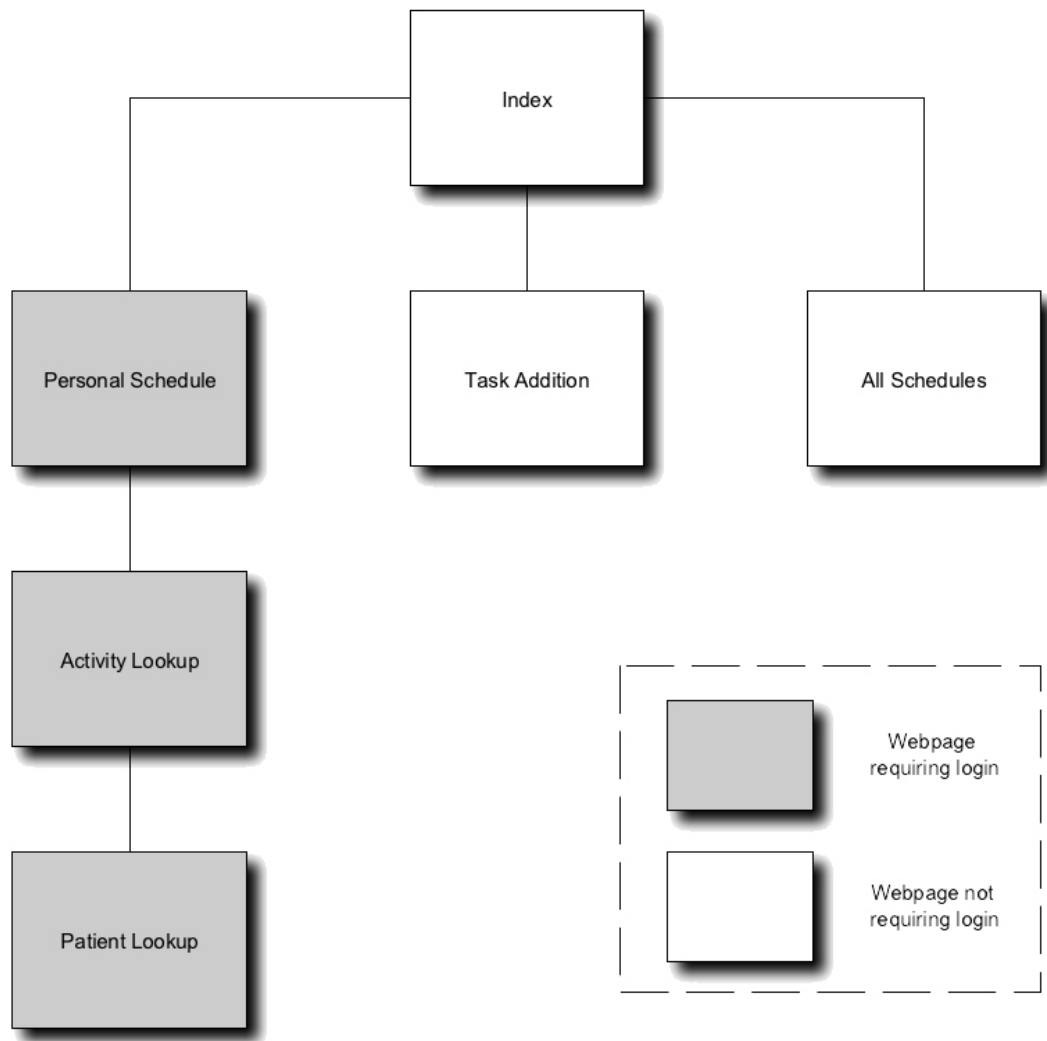 Index
Personal Schedule
Task Addition
All Schedules
Activity Lookup
Patient Lookup
Webpage
requiring login
Webpage not
requiring login